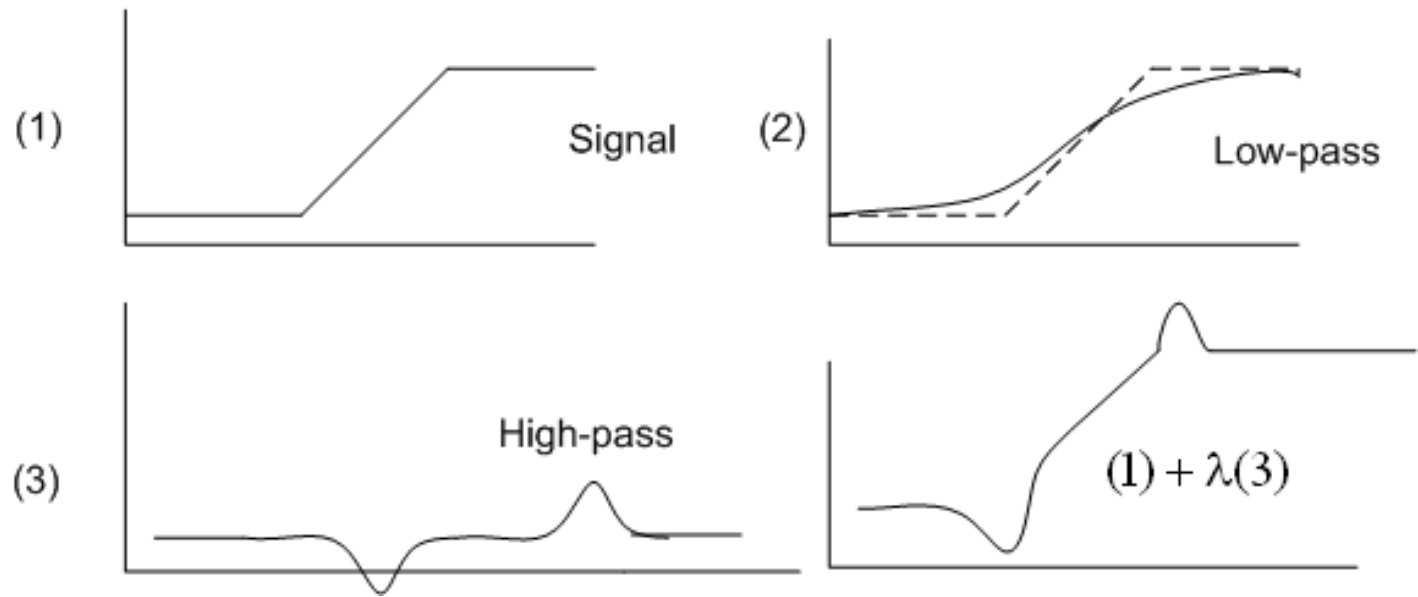 (1)
Signal
(2)
Low-pass
(3)
High-pass
(1) + λ(3)